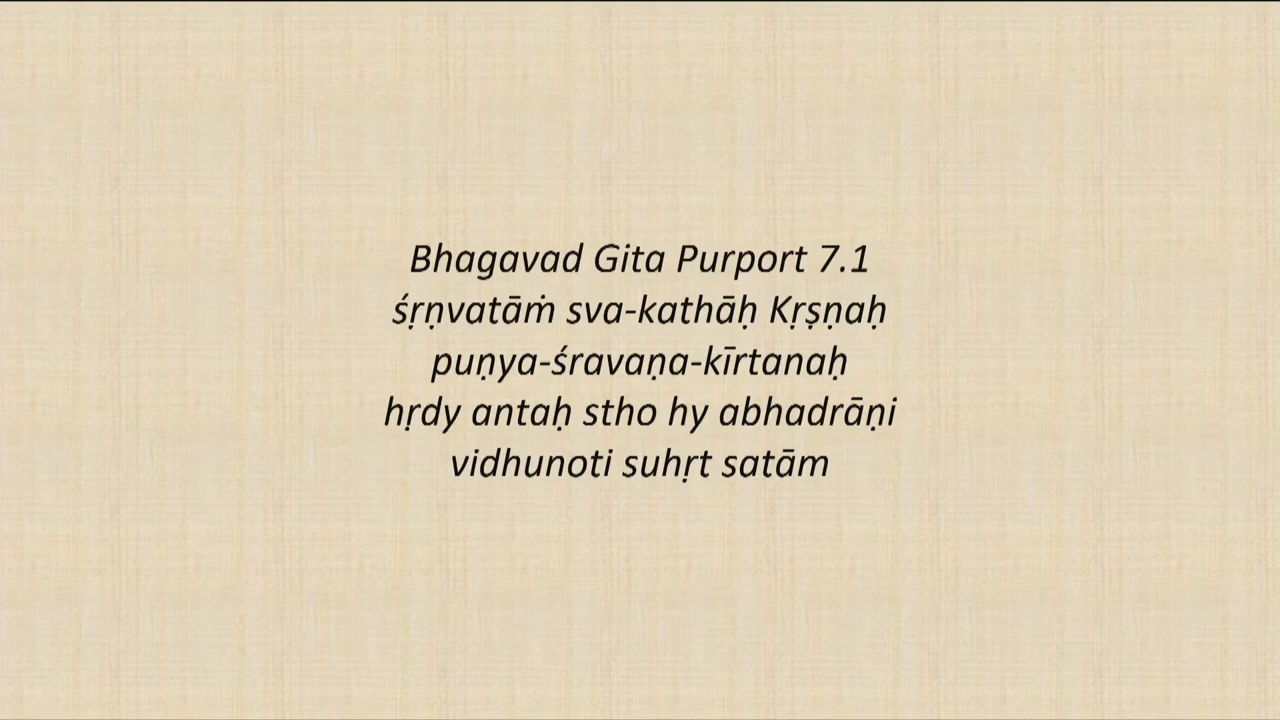 Bhagavad Gita Purport 7.1
śṛṇvatāṁ sva-kathāḥ Kṛṣṇaḥ
puṇya-śravaṇa-kīrtanaḥ
hṛdy antaḥ stho hy abhadrāṇi
vidhunoti suhṛt satām